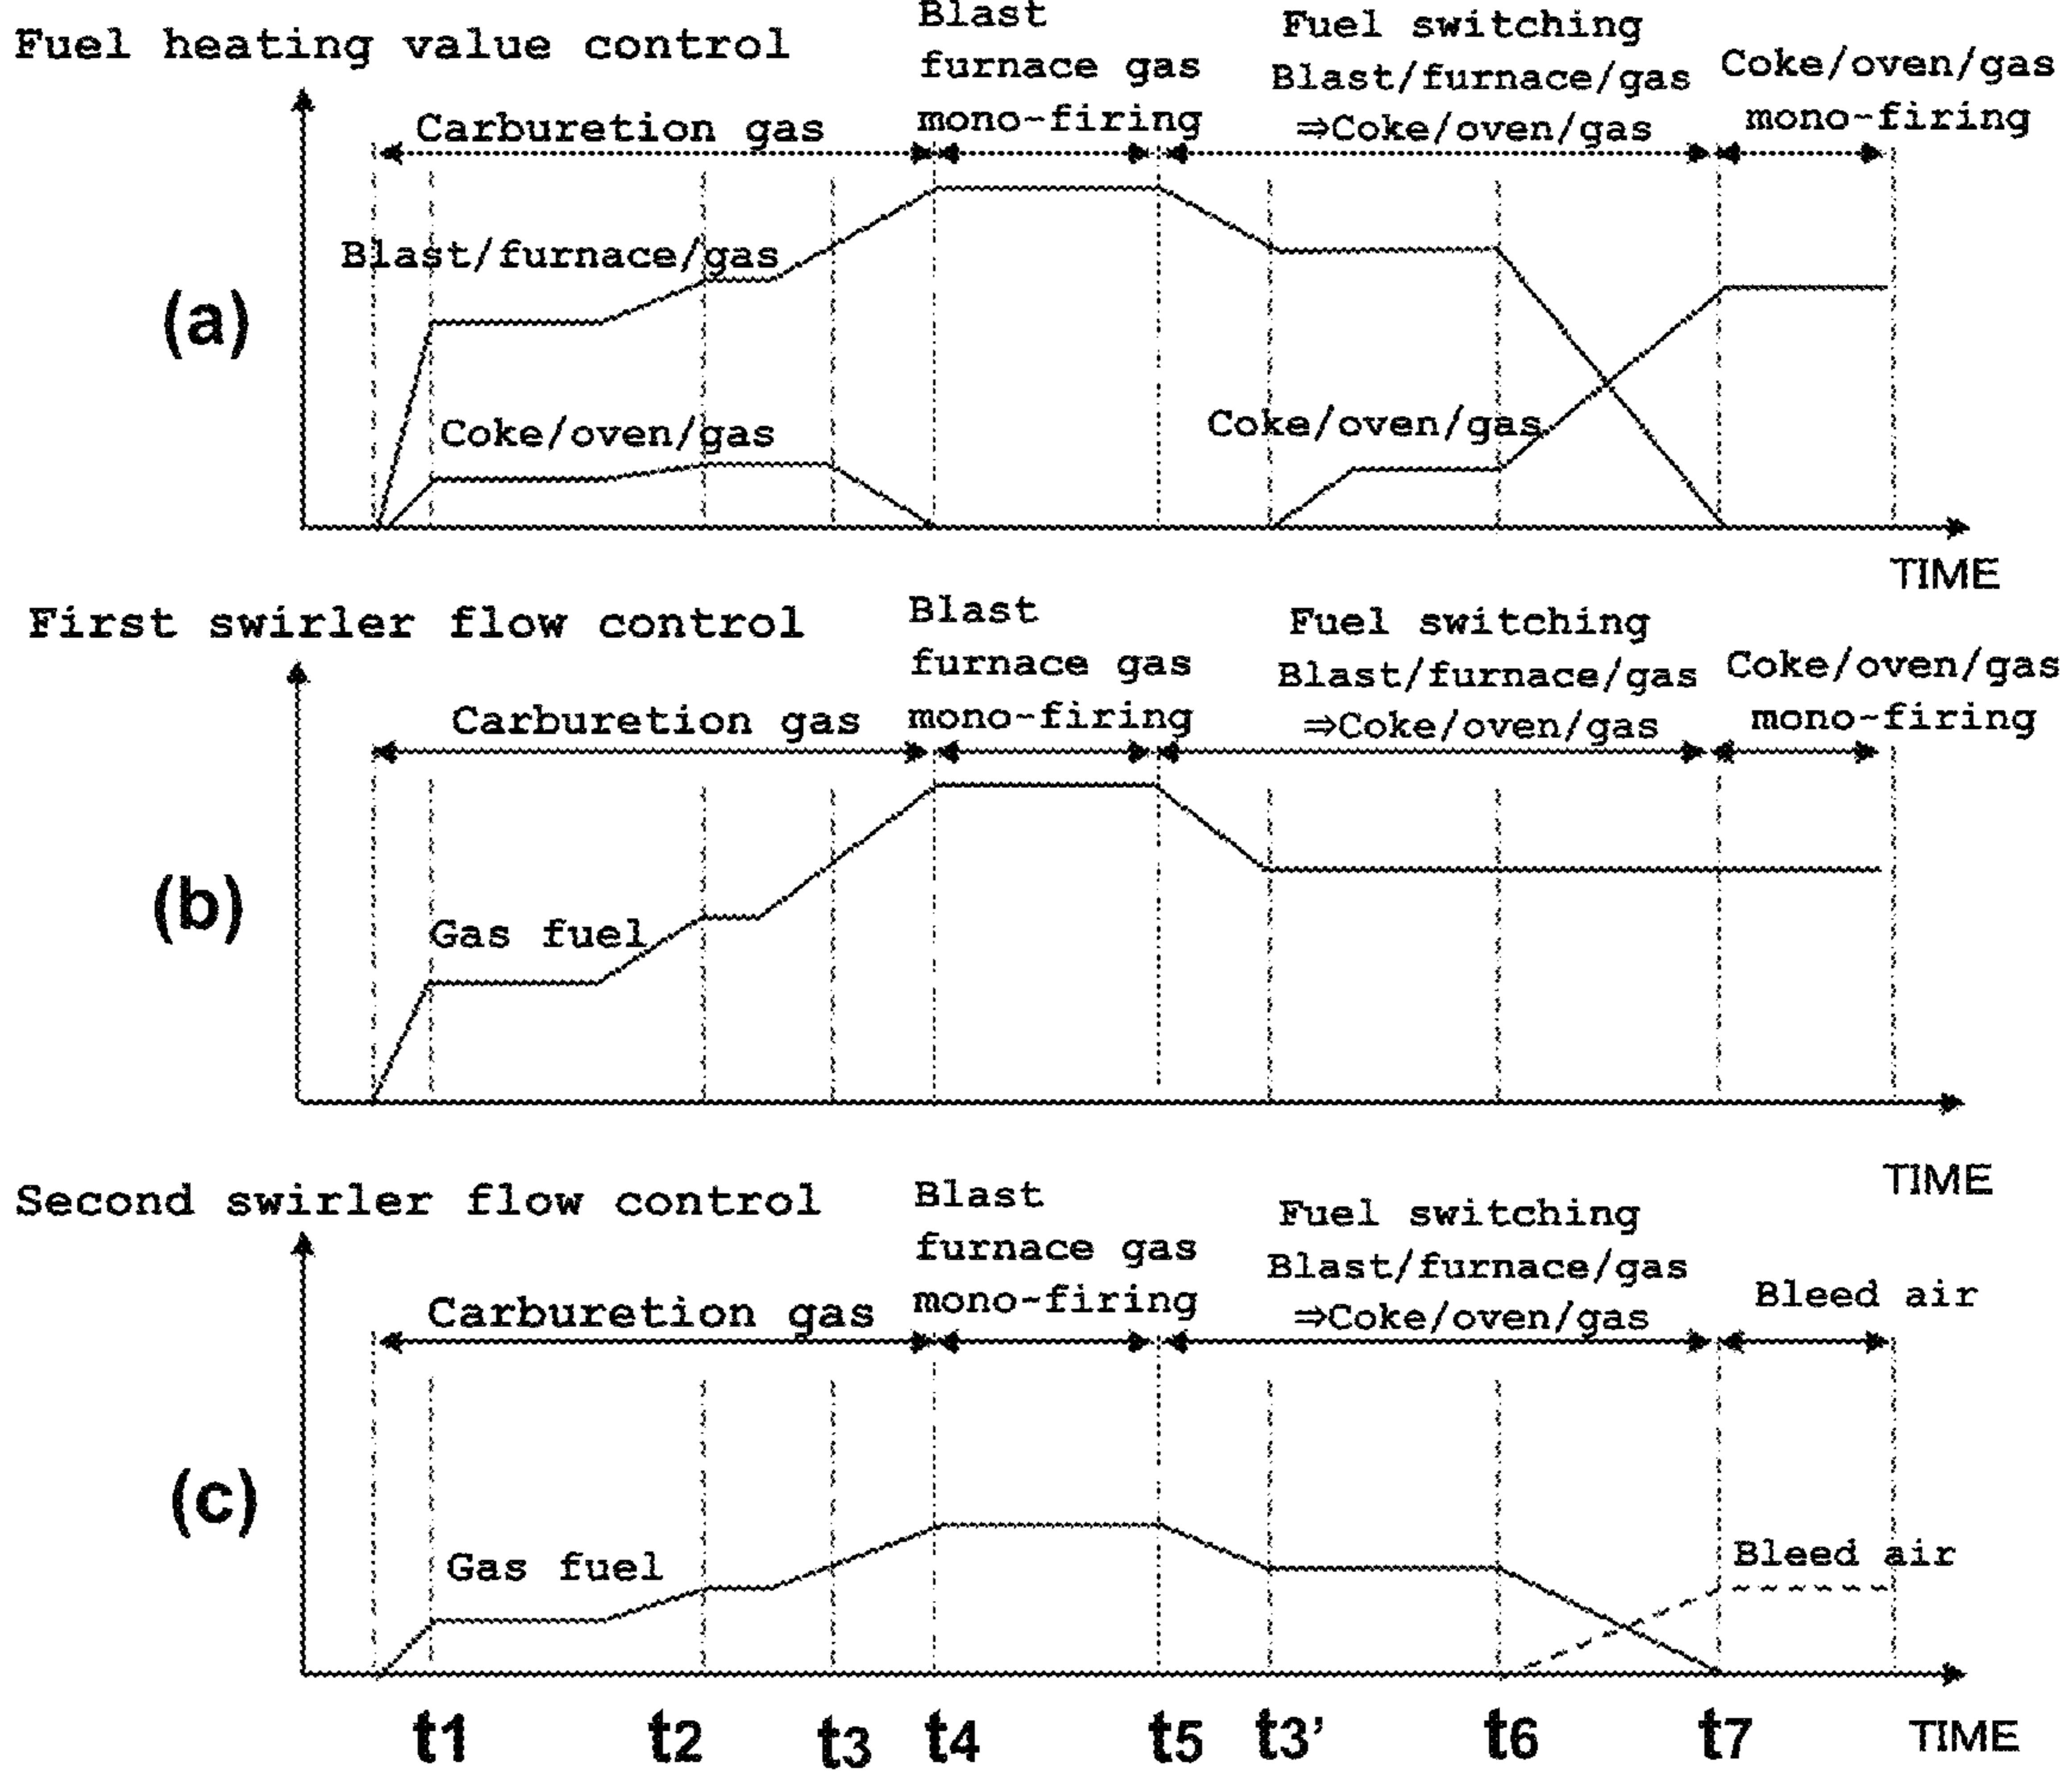 Fuel heating value control
Blast
furnace gas
mono-firing
Fuel switching
Blast/furnace/gas
⇒Coke/oven/gas
Coke/oven/gas
mono-firing
Carburetion gas
Blast/furnace/gas
(a)
Coke/oven/gas
Coke/oven/gas
TIME
First swirler flow control
Blast
furnace gas
mono-firing
Fuel switching
Blast/furnace/gas
⇒Coke/oven/gas
Coke/oven/gas
mono-firing
Carburetion gas
(b)
Gas fuel
TIME
Second swirler flow control
Blast
furnace gas
mono-firing
Fuel switching
Blast/furnace/gas
⇒Coke/oven/gas
Bleed air
Carburetion gas
(c)
Gas fuel
Bleed air
t1 t2 t3 t4 t5 t3' t6 t7 TIME